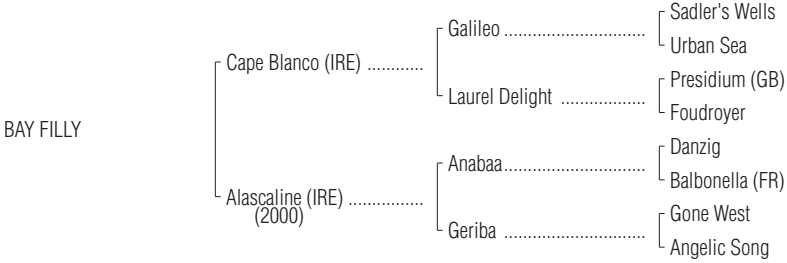 Sadler's Wells
Galileo ..............................
Urban Sea
Cape Blanco (IRE) ............
Presidium (GB)
Laurel Delight ..................
Foudroyer
BAY FILLY
Danzig
Anabaa..............................
Balbonella (FR)
Alascaline (IRE) ................
(2000)
Gone West
Geriba ..............................
Angelic Song